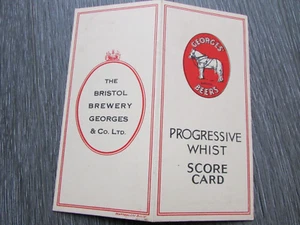 THE
BRISTOL
BREWERY
GEORGES
& CO. LTD.
GEORGES'
BEERS
PROGRESSIVE
WHIST
SCORE
CARD